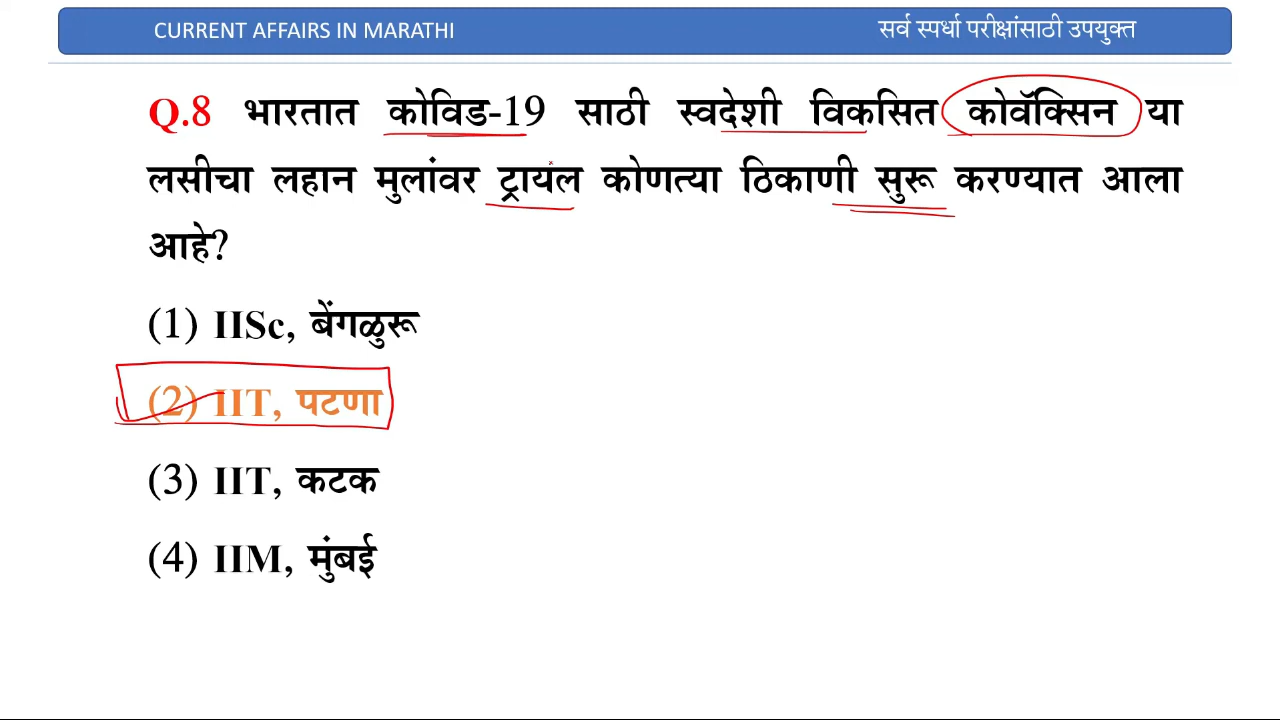 CURRENT AFFAIRS IN MARATHI
सर्व स्पर्धा परीक्षांसाठी उपयुक्त
Q.8 भारतात कोविड-19 साठी स्वदेशी विकसित कोवॅक्सिन या
लसीचा लहान मुलांवर ट्रायंल कोणत्या ठिकाणी सुरू करण्यात आला
आहे?
(1) IISc, बेंगळुरू
(2) IIT, पटणा
(3) IIT, कटक
(4) IIM, मुंबई